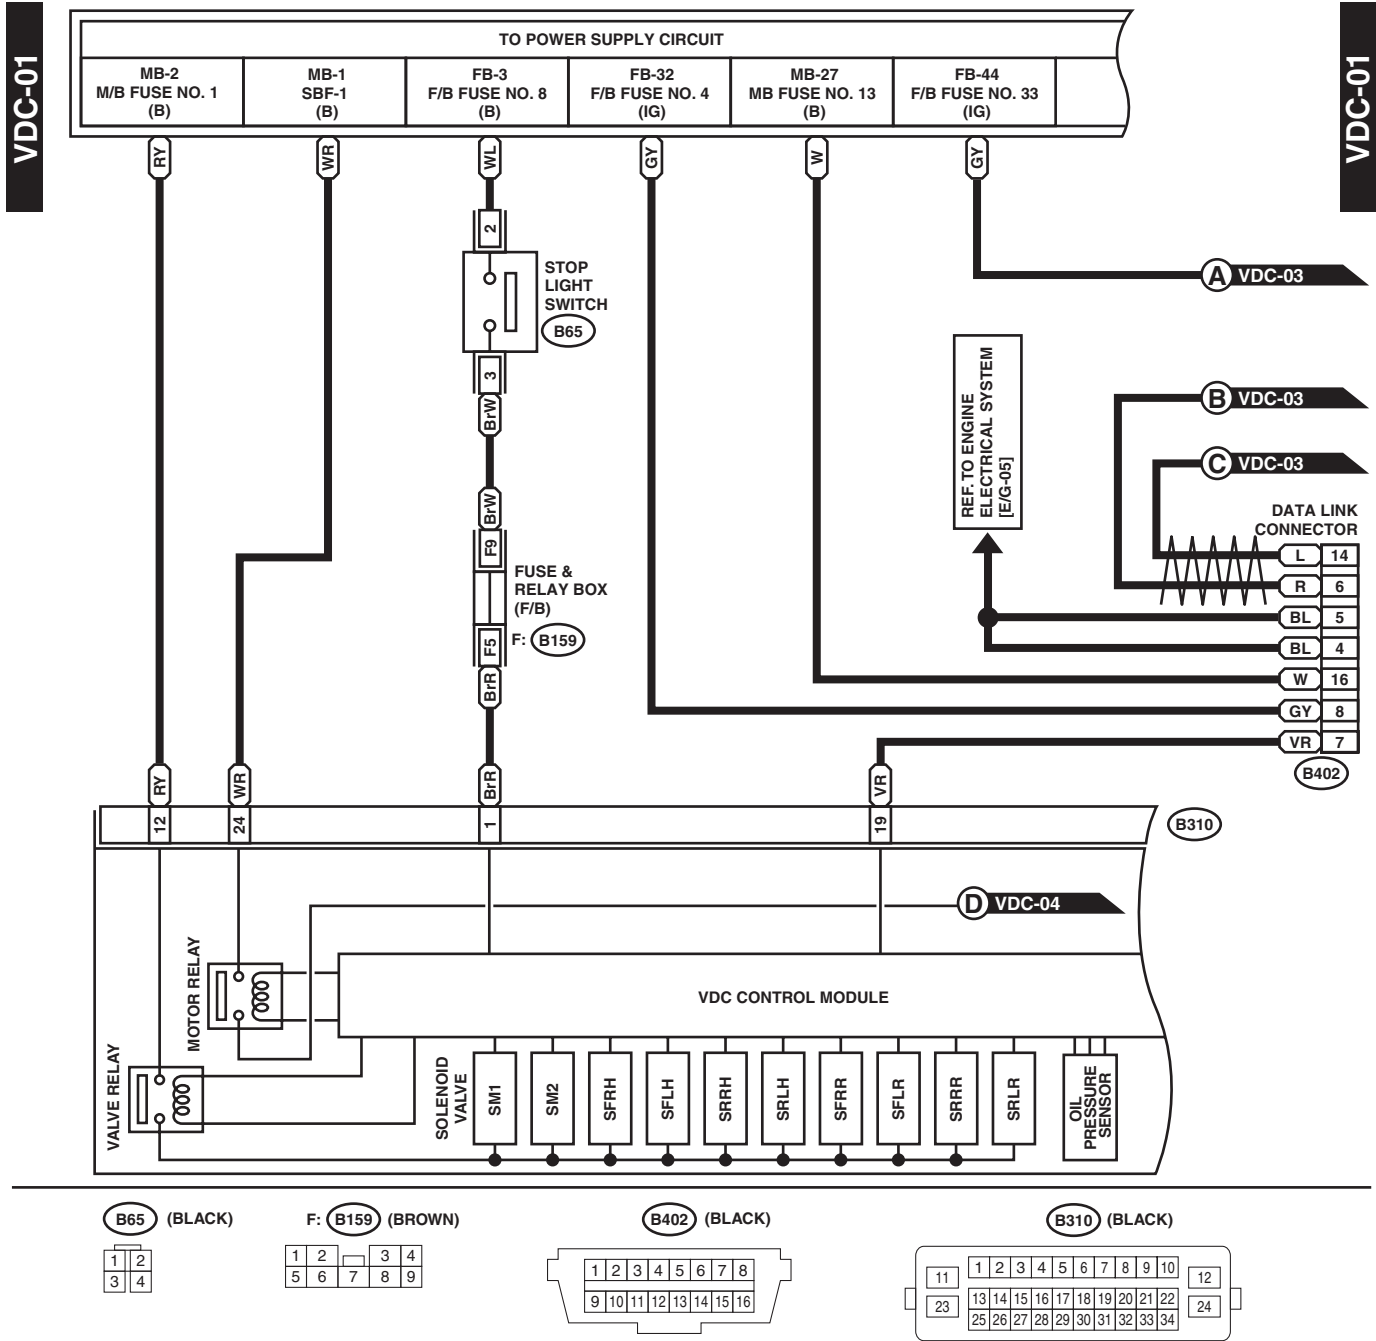 VDC-01
VDC-01
TO POWER SUPPLY CIRCUIT
MB-2
M/B FUSE NO. 1
(B)
MB-1
SBF-1
(B)
FB-3
F/B FUSE NO. 8
(B)
FB-32
F/B FUSE NO. 4
(IG)
MB-27
MB FUSE NO. 13
(B)
FB-44
F/B FUSE NO. 33
(IG)
RY
WR
WL
GY
W
GY
2
STOP
LIGHT
SWITCH
B65
3
BrW
A VDC-03
B VDC-03
C VDC-03
REF. TO ENGINE
ELECTRICAL SYSTEM
[E/G-05]
BrW
F9
FUSE &
RELAY BOX
(F/B)
F5
F: B159
BrR
DATA LINK
CONNECTOR
L 14
R 6
BL 5
BL 4
W 16
GY 8
VR 7
B402
RY
WR
BrR
VR
12
24
1
19
B310
D VDC-04
MOTOR RELAY
VDC CONTROL MODULE
VALVE RELAY
SOLENOID
VALVE
SM1
SM2
SFRH
SFLH
SRRH
SRLH
SFRR
SFLR
SRRR
SRLR
OIL
PRESSURE
SENSOR
B65 (BLACK)
1 2
3 4
F: B159 (BROWN)
1 2 3 4
5 6 7 8 9
B402 (BLACK)
1 2 3 4 5 6 7 8
9 10 11 12 13 14 15 16
B310 (BLACK)
11 1 2 3 4 5 6 7 8 9 10 12
23 13 14 15 16 17 18 19 20 21 22 24
25 26 27 28 29 30 31 32 33 34